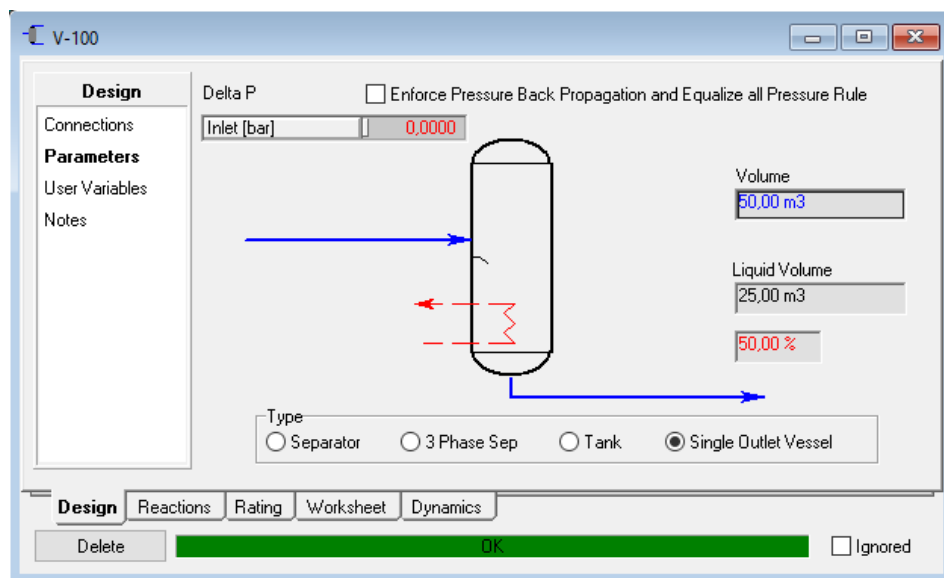 V-100
Design
Connections
Parameters
User Variables
Notes
Delta P
Enforce Pressure Back Propagation and Equalize all Pressure Rule
Inlet [bar] 0,0000
Volume
50,00 m3
Liquid Volume
25,00 m3
50,00 %
Type
Separator 3 Phase Sep Tank Single Outlet Vessel
Design Reactions Rating Worksheet Dynamics
Delete OK Ignored